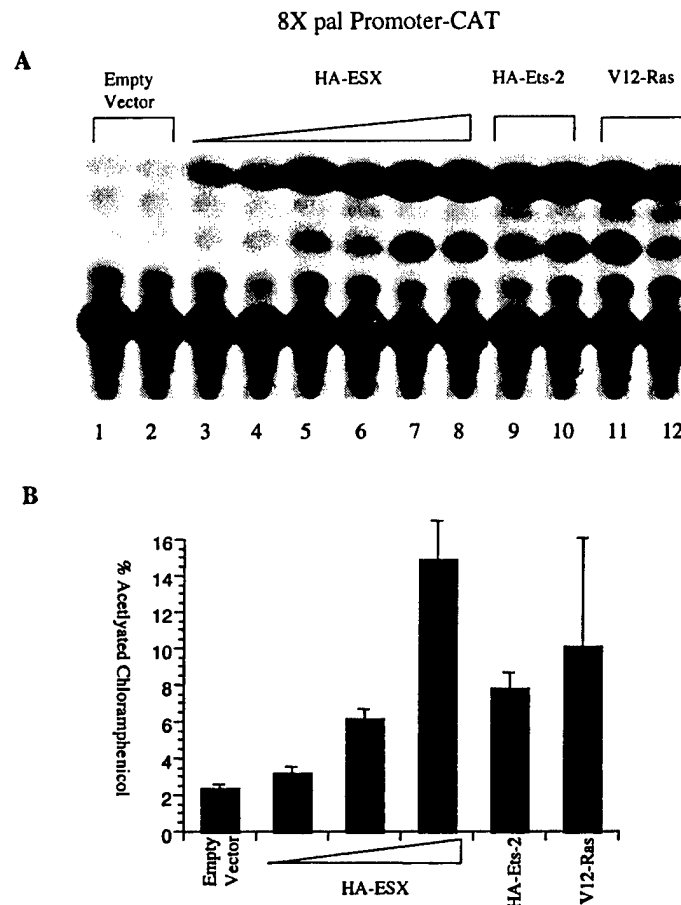 8X pal Promoter-CAT
A
Empty
Vector
HA-ESX
HA-Ets-2
V12-Ras
1 2 3 4 5 6 7 8 9 10 11 12
B
% Acetlyated Chloramphenicol
16
14
12
10
8
6
4
2
0
Empty
Vector
HA-ESX
HA-Ets-2
V12-Ras